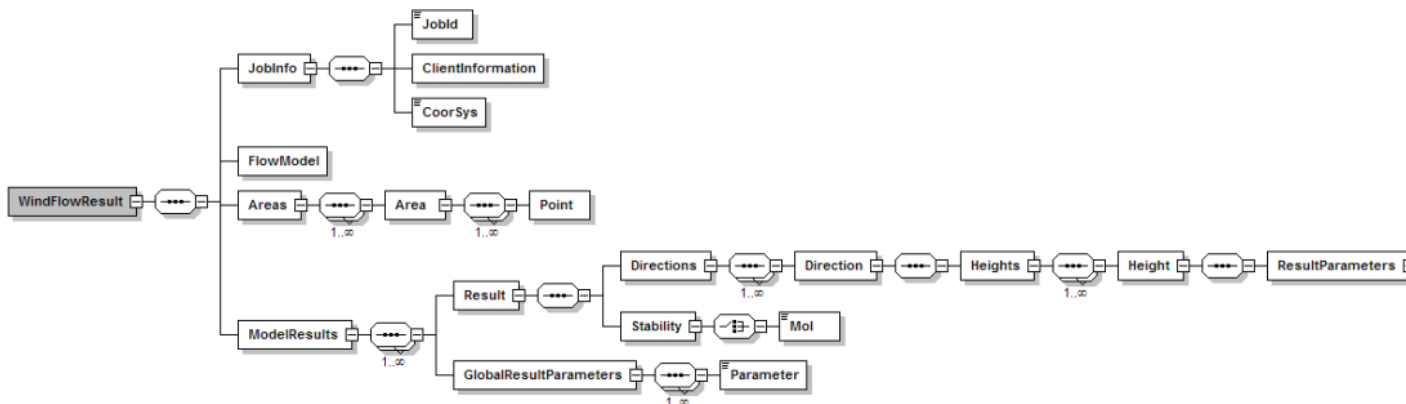 JobId
JobInfo
ClientInformation
CoorSys
FlowModel
WindFlowResult
Areas
Area
Point
1..∞
1..∞
Directions
Direction
Heights
Height
ResultParameters
1..∞
1..∞
Result
Stability
Mol
ModelResults
1..∞
GlobalResultParameters
Parameter
1..∞